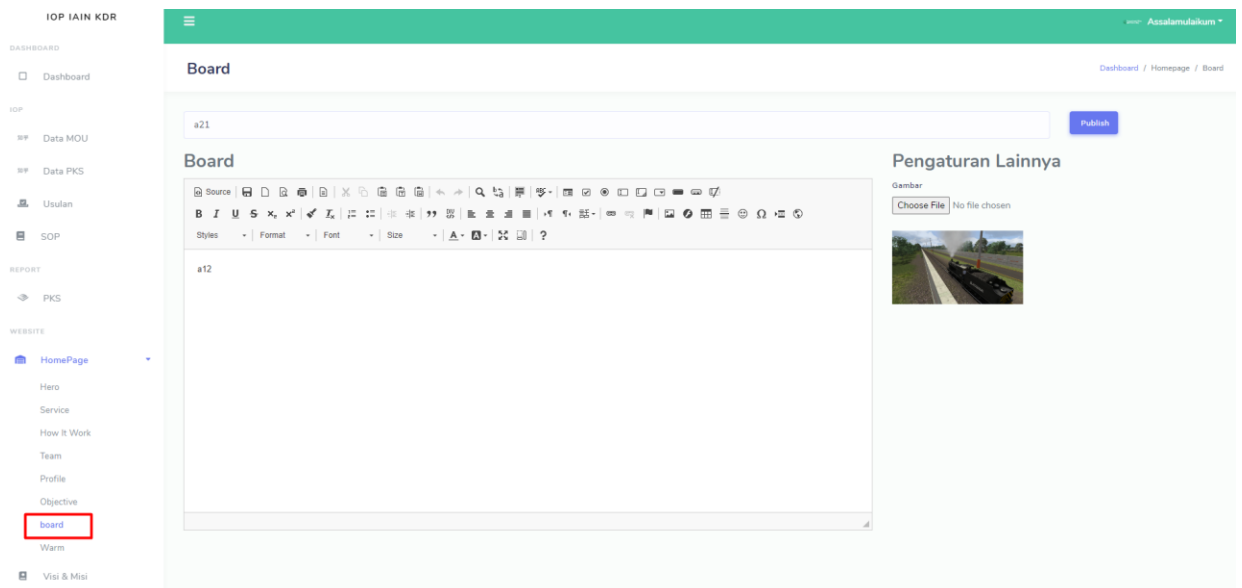 IOP IAIN KDR
Assalamulaikum
DASHBOARD
Dashboard
IOP
Data MOU
Data PKS
Usulan
SOP
REPORT
PKS
WEBSITE
HomePage
Hero
Service
How It Work
Team
Profile
Objective
board
Warm
Visi & Misi
Board
Dashboard / Homepage / Board
a21
Publish
Board
Source
Styles Format Font Size
a12
Pengaturan Lainnya
Gambar
Choose File No file chosen